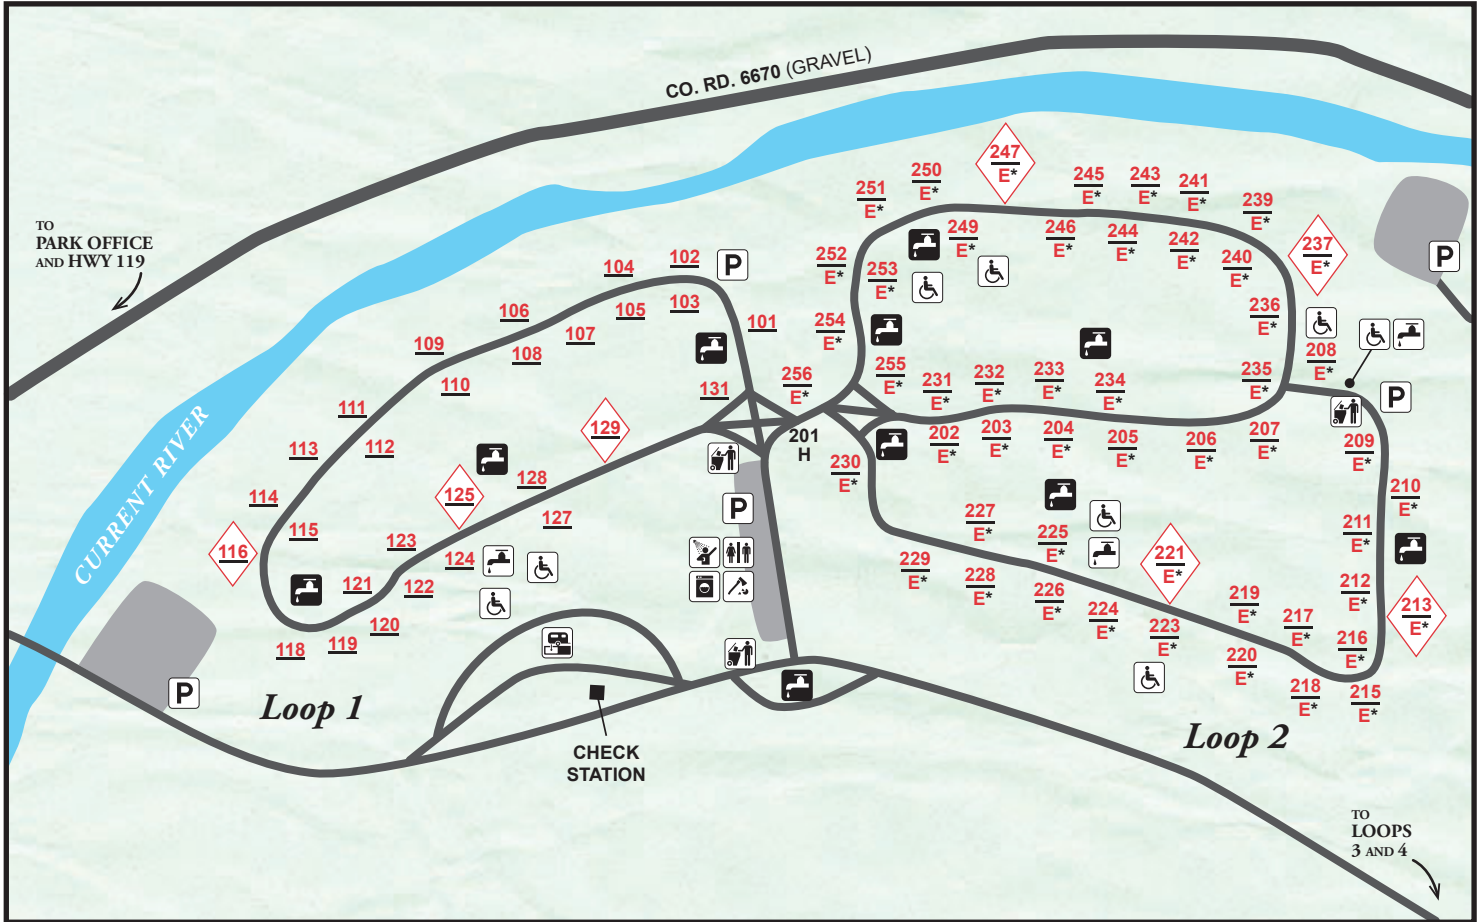 CO. RD. 6670 (GRAVEL)
TO
PARK OFFICE
AND HWY 119
CURRENT RIVER
247
E*
250
E*
251
E*
245
E*
243
E*
241
E*
239
E*
249
E*
246
E*
244
E*
242
E*
240
E*
237
E*
252
E*
253
E*
236
E*
254
E*
255
E*
231
E*
232
E*
233
E*
234
E*
235
E*
208
E*
256
E*
201
H
202
E*
203
E*
204
E*
205
E*
206
E*
207
E*
209
E*
230
E*
210
E*
211
E*
227
E*
225
E*
221
E*
229
E*
228
E*
226
E*
224
E*
223
E*
219
E*
217
E*
212
E*
213
E*
216
E*
220
E*
218
E*
215
E*
P
P
P
P
P
102
104
103
105
101
106
107
109
108
110
131
111
129
113
112
114
125
128
127
115
116
123
124
121
122
120
118
119
Loop 1
CHECK
STATION
Loop 2
TO
LOOPS
3 AND 4